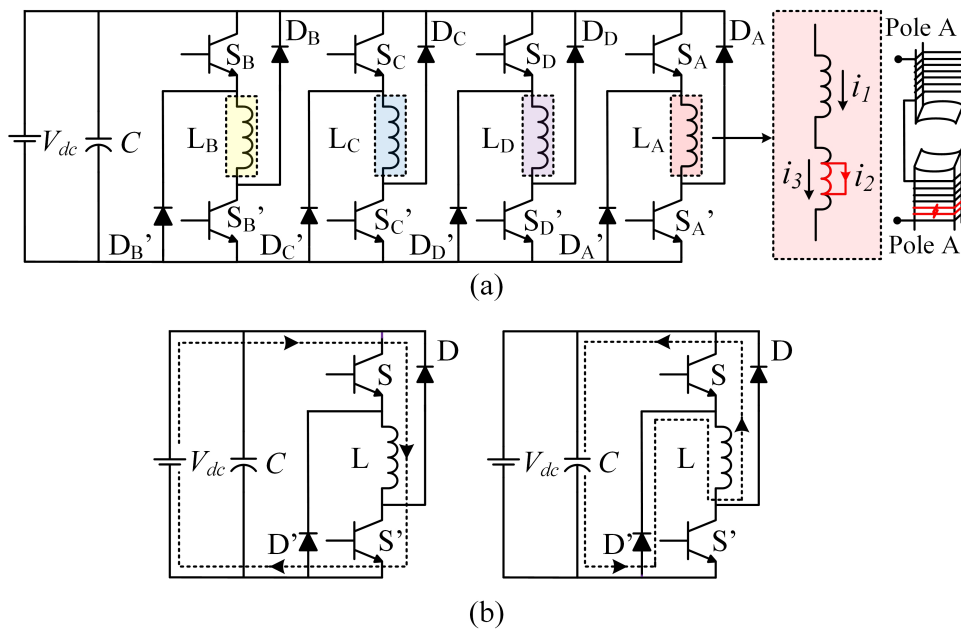 D_B D_C D_D D_A
S_B S_C S_D S_A
Pole A
V_dc C L_B L_C L_D L_A
i_1
i_3 i_2
S_B' S_C' S_D' S_A'
D_B' D_C' D_D' D_A'
Pole A
(a)
D D
S S
V_dc C L V_dc C L
D' S' D' S'
(b)